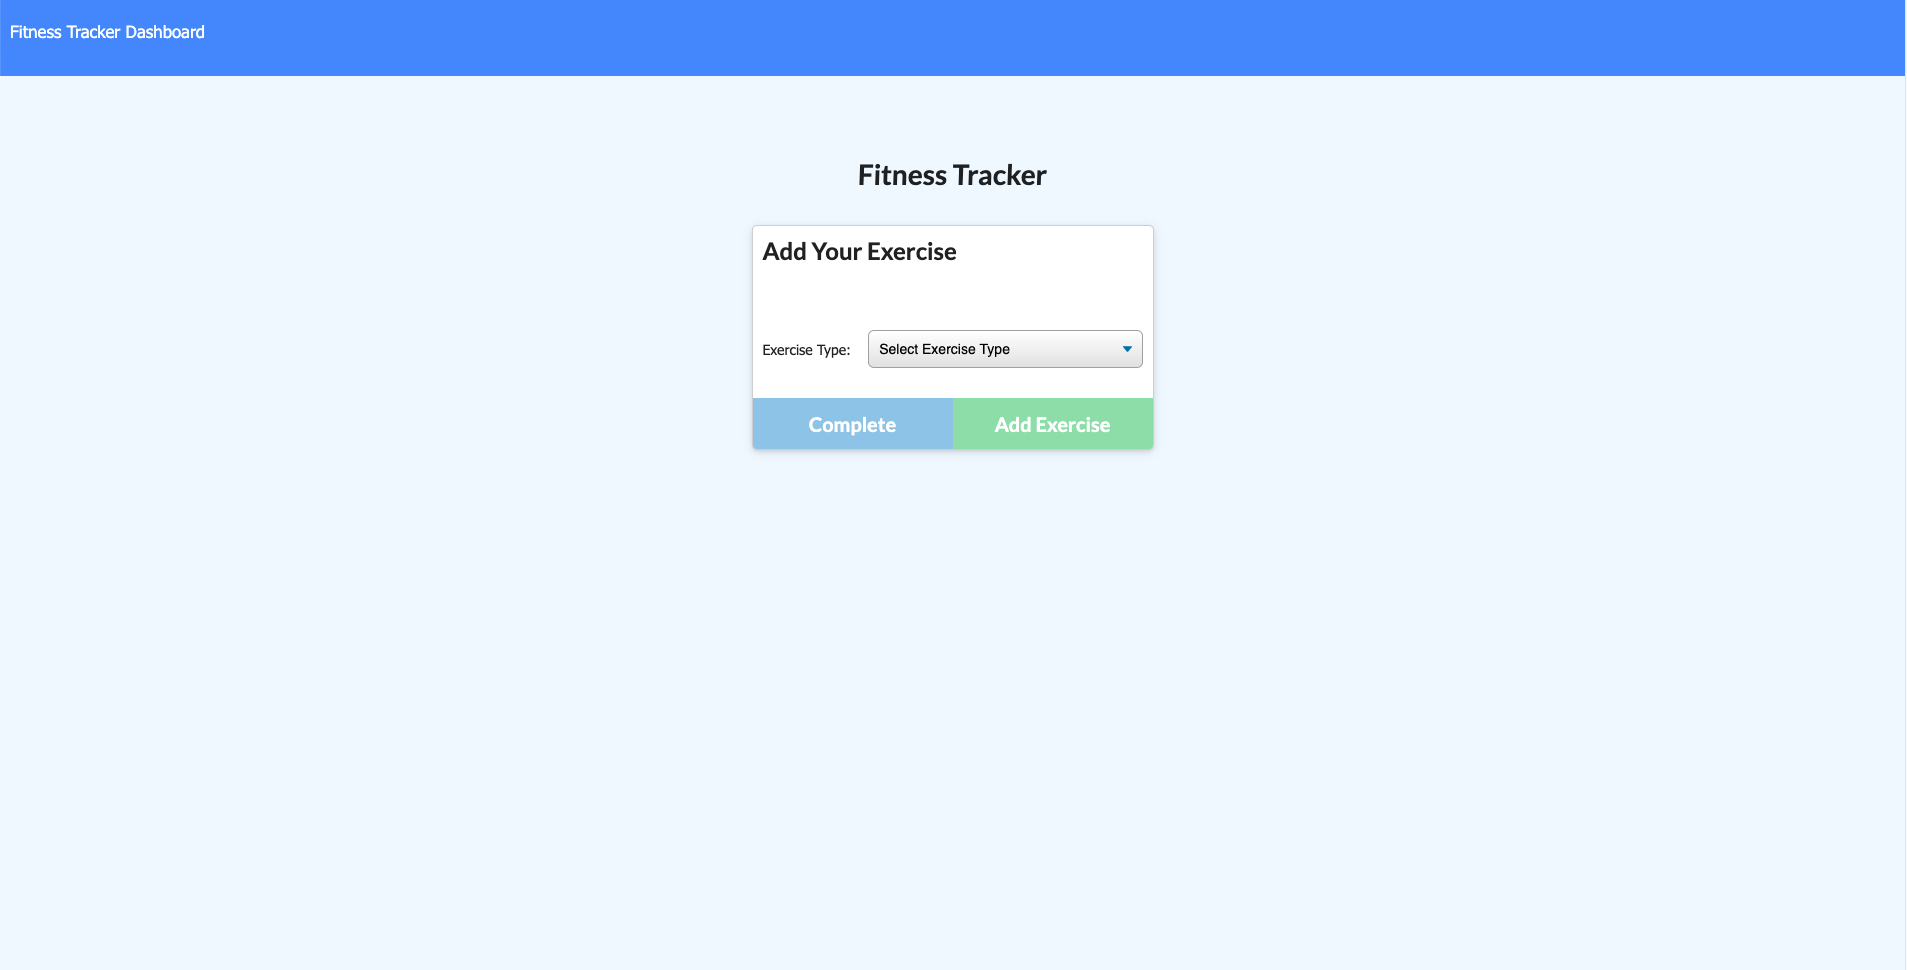 Fitness Tracker Dashboard
Fitness Tracker
Add Your Exercise
Exercise Type: Select Exercise Type
Complete Add Exercise